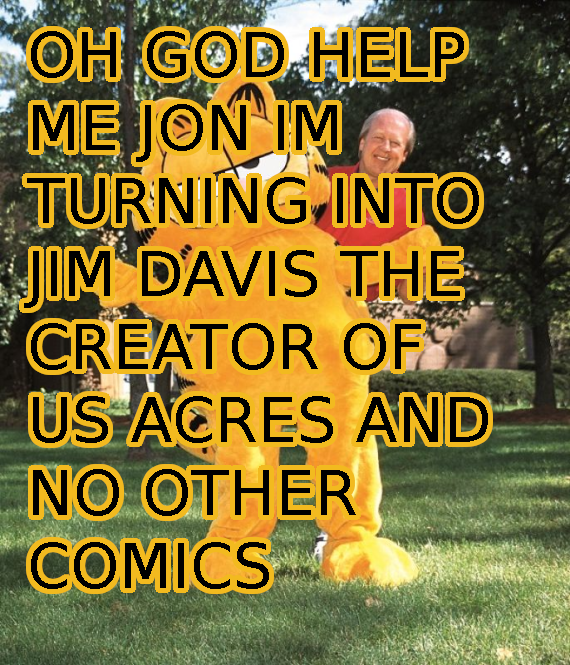 OH GOD HELP
ME JON IM
TURNING INTO
JIM DAVIS THE
CREATOR OF
US ACRES AND
NO OTHER
COMICS